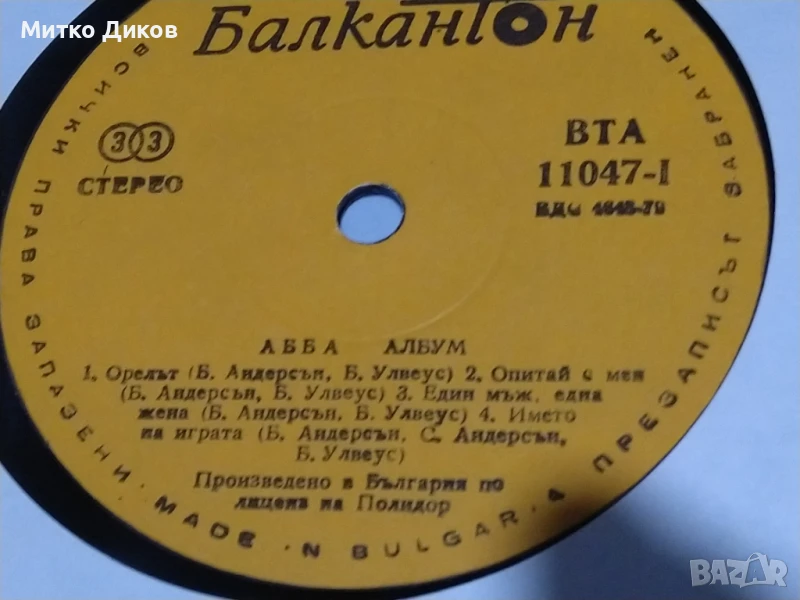 Митко Диков
Балкантон
33
СТЕРЕО
ВТА
11047-I
АББА АЛБУМ
1. Орелът (Б. Андерсън, Б. Улвеус) 2. Опитай с мен
(Б. Андерсън, Б. Улвеус) 3. Един мъж, една
жена (Б. Андерсън, Б. Улвеус) 4. Името
на играта (Б. Андерсън, С. Андерсън,
Б. Улвеус)
Произведено в България по
лиценз на Полидор
ВСИЧКИ ПРАВА ЗАПАЗЕНИ · MADE · N BULGAR · A ПРЕЗАПИСЪТ ЗАБРАНЕН
BAZAR